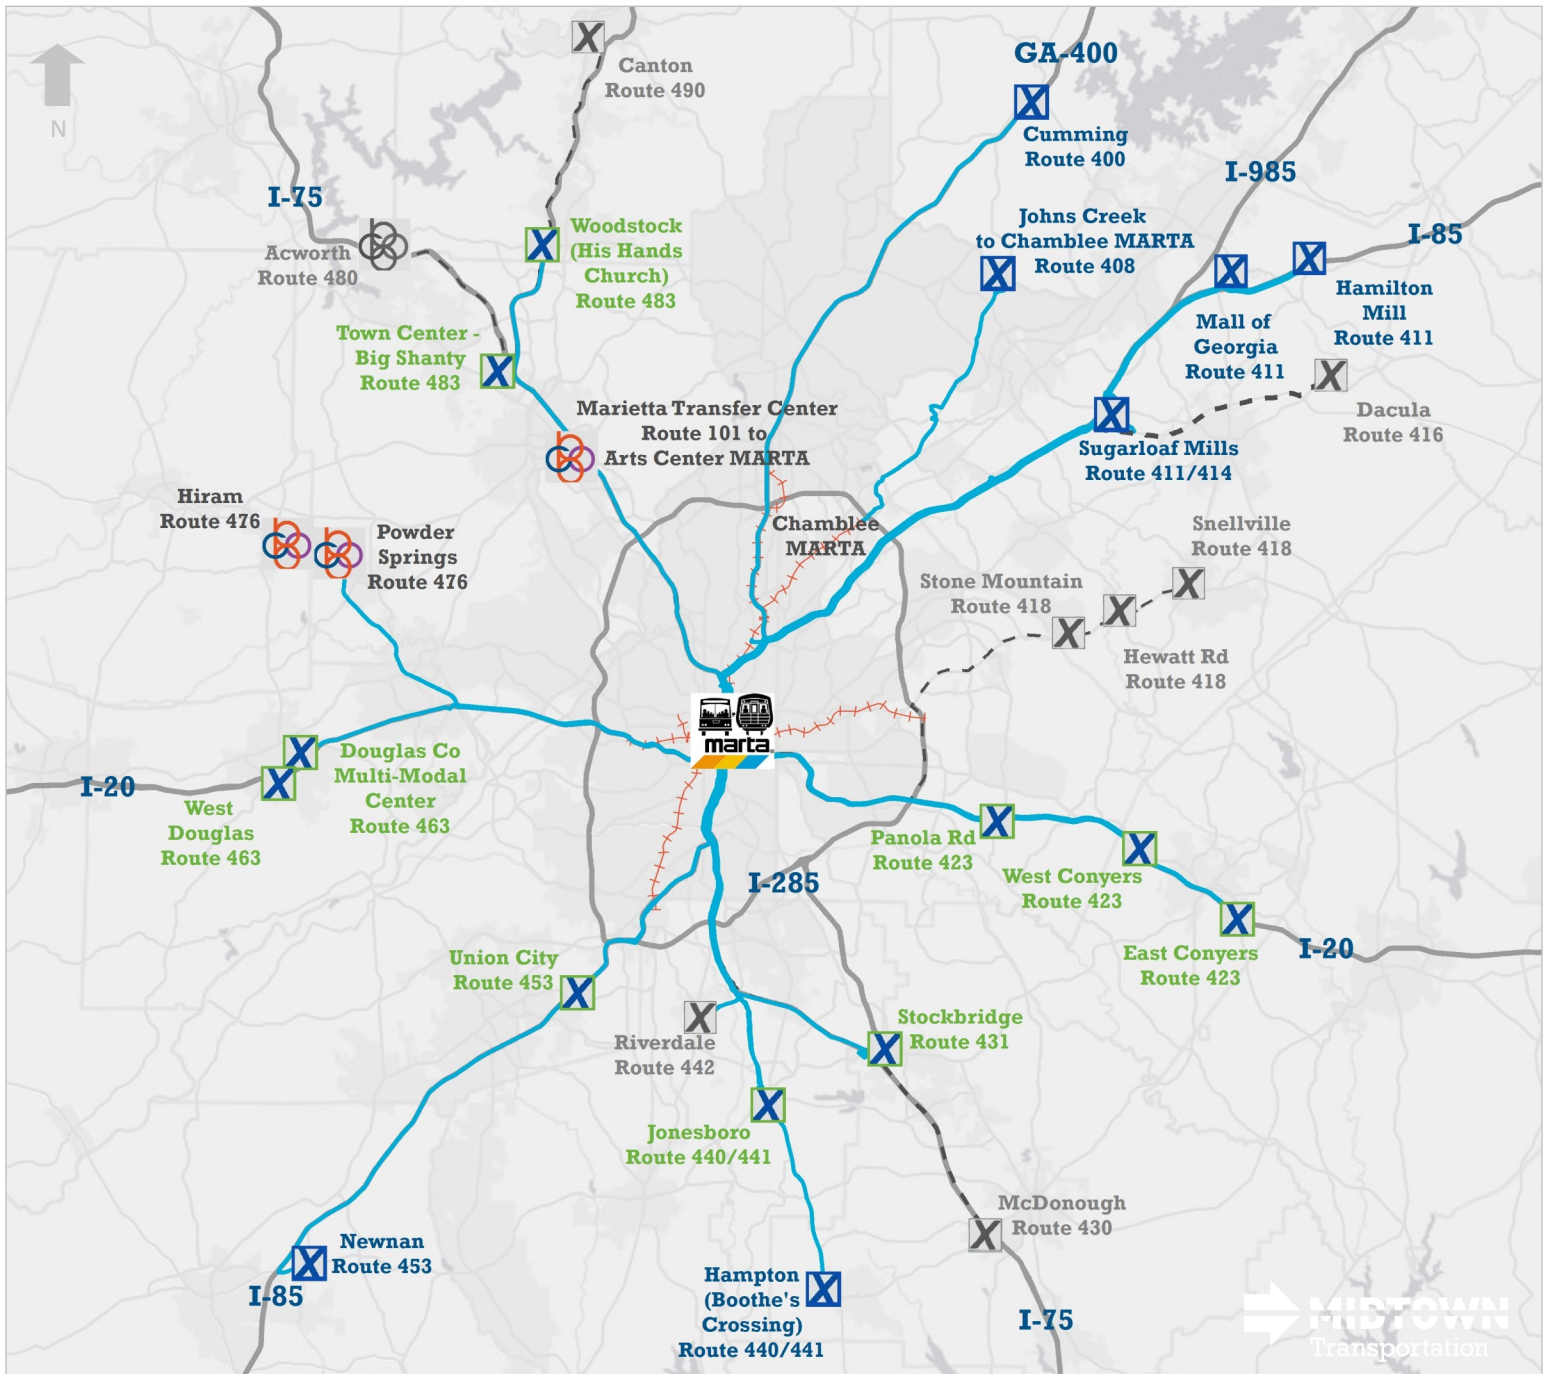 Canton
Route 490
GA-400
Cumming
Route 400
N
I-75
I-985
I-85
Johns Creek
to Chamblee MARTA
Route 408
Woodstock
(His Hands
Church)
Route 483
Acworth
Route 480
Hamilton
Mill
Route 411
Mall of
Georgia
Route 411
Town Center -
Big Shanty
Route 483
Dacula
Route 416
Marietta Transfer Center
Route 101 to
Arts Center MARTA
Sugarloaf Mills
Route 411/414
Hiram
Route 476
Powder
Springs
Route 476
Chamblee
MARTA
Snellville
Route 418
Stone Mountain
Route 418
Hewatt Rd
Route 418
marta
Douglas Co
Multi-Modal
Center
Route 463
I-20
West
Douglas
Route 463
Panola Rd
Route 423
West Conyers
Route 423
I-285
East Conyers
Route 423
I-20
Union City
Route 453
Stockbridge
Route 431
Riverdale
Route 442
Jonesboro
Route 440/441
McDonough
Route 430
Newnan
Route 453
I-85
Hampton
(Boothe's
Crossing)
Route 440/441
I-75
MIDTOWN
Transportation